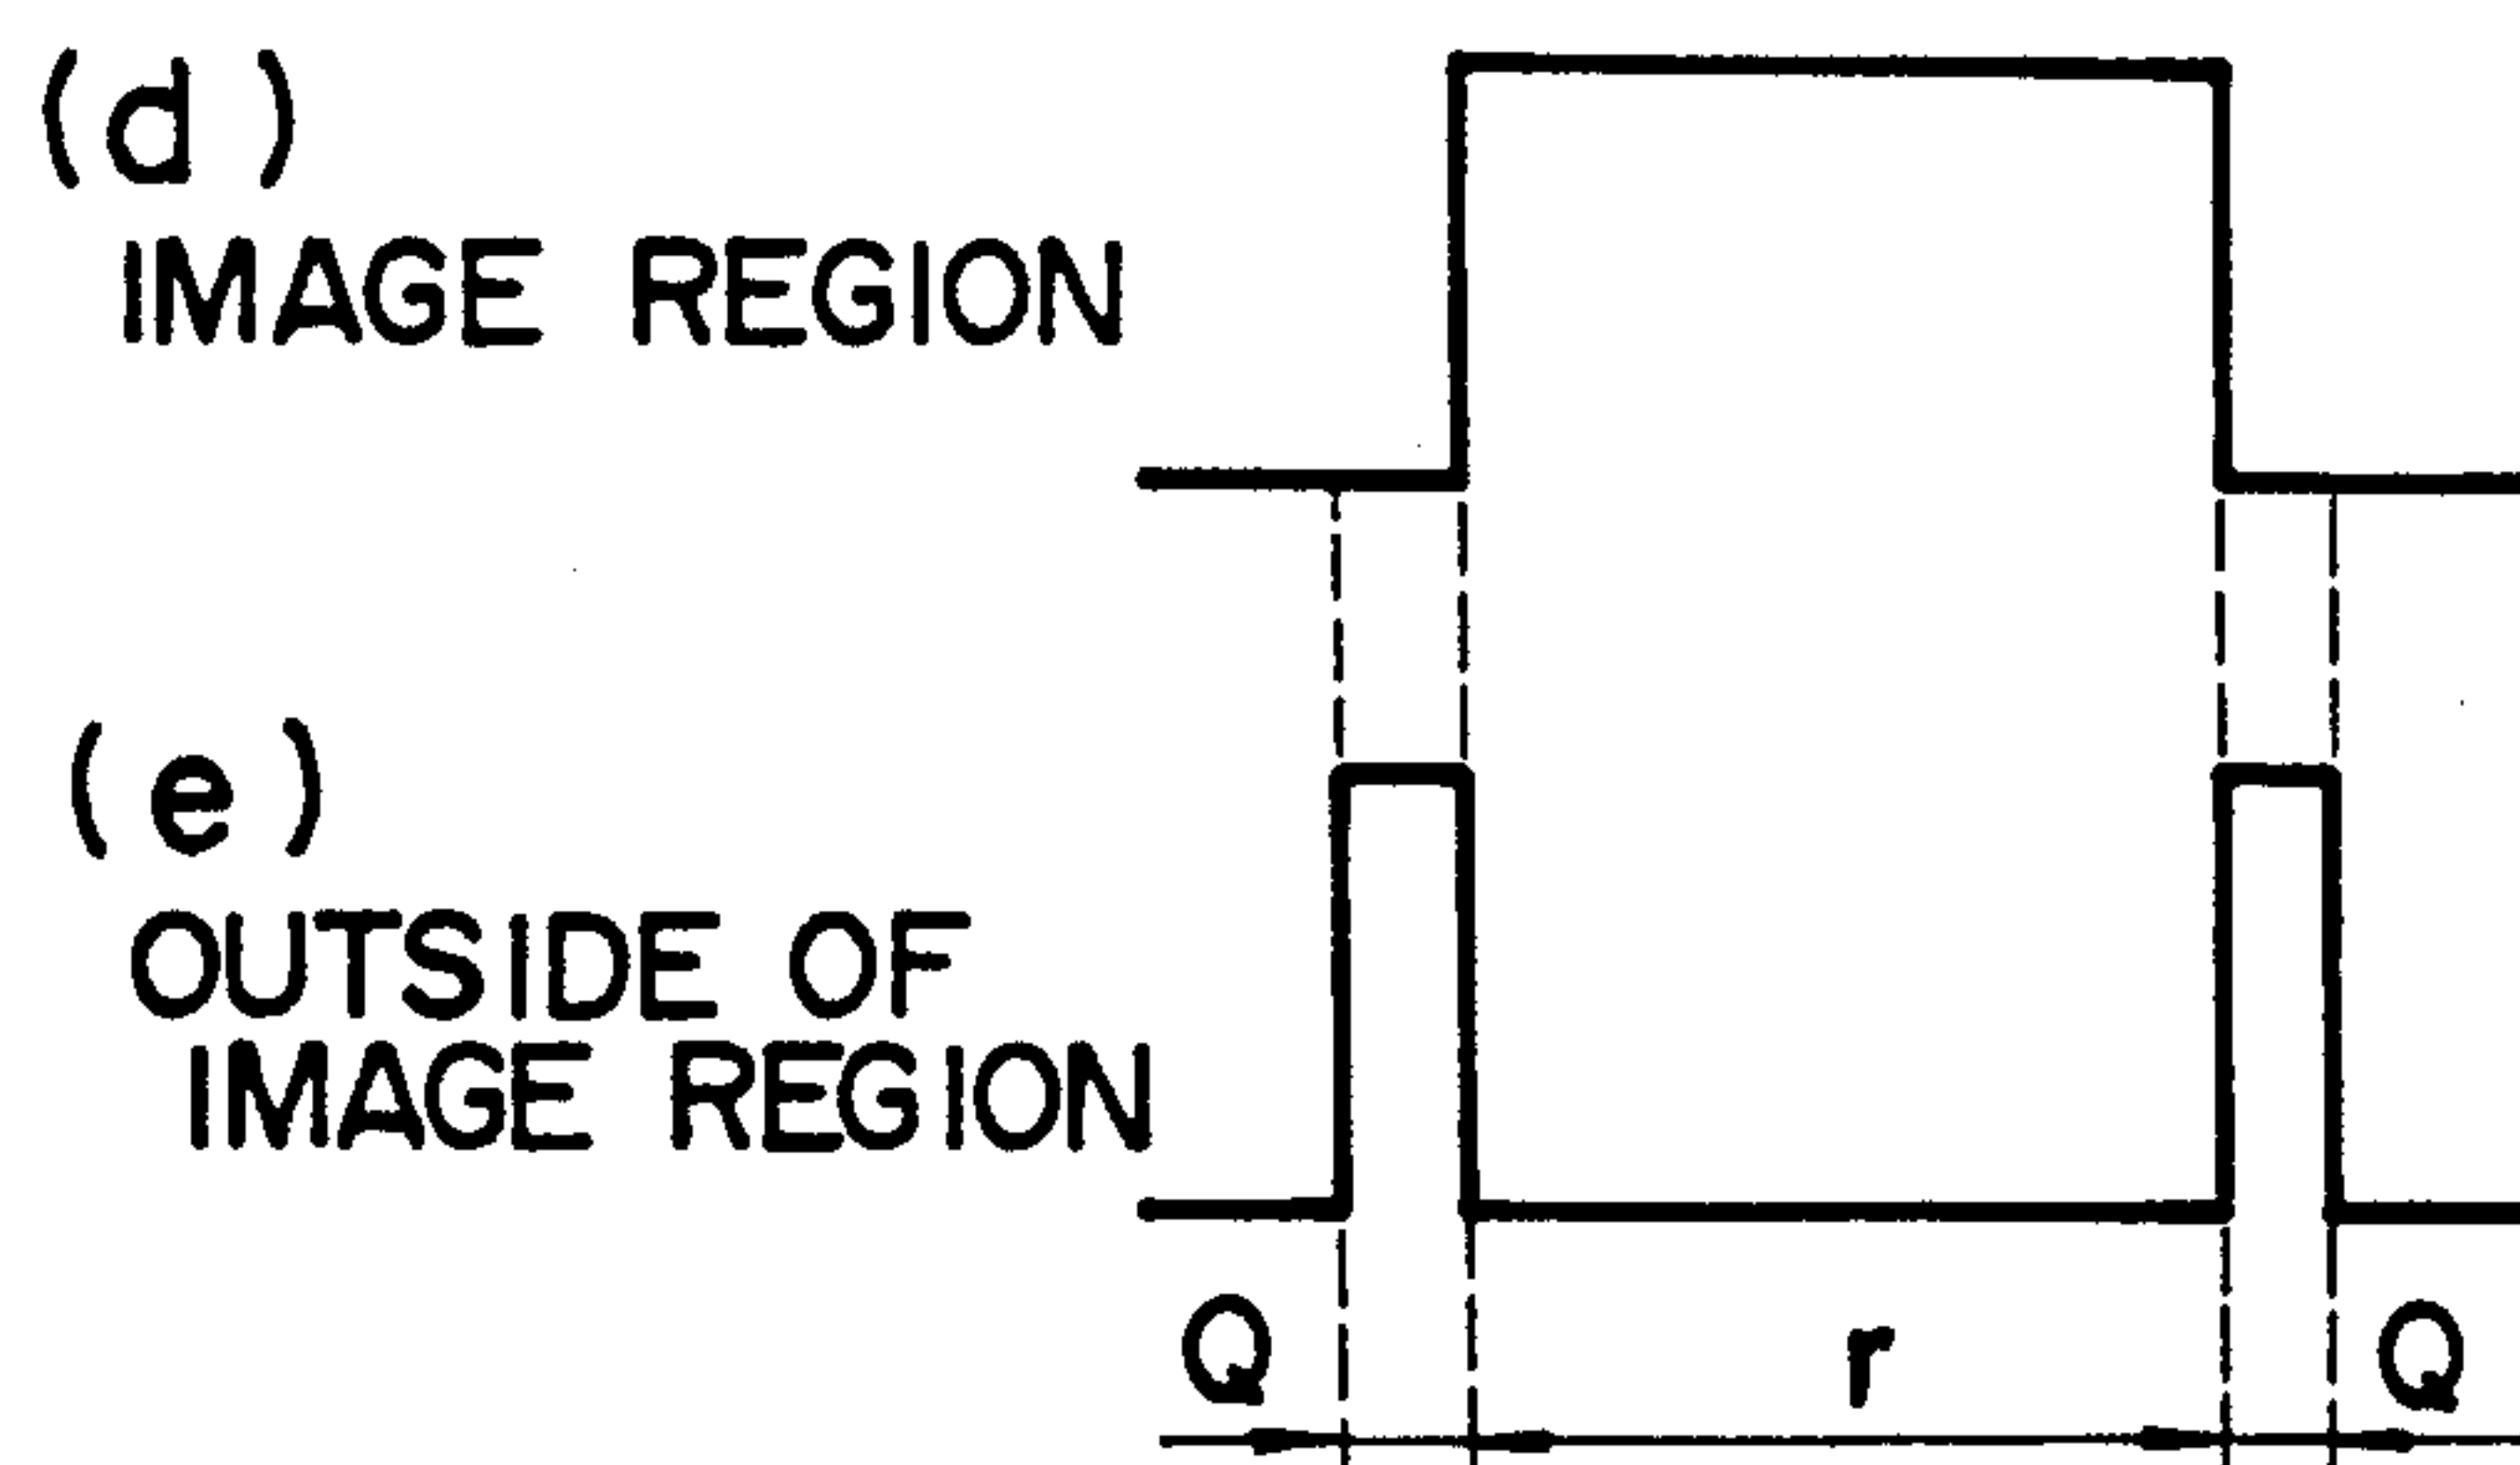 (d)
IMAGE REGION
(e)
OUTSIDE OF
IMAGE REGION
Q r Q